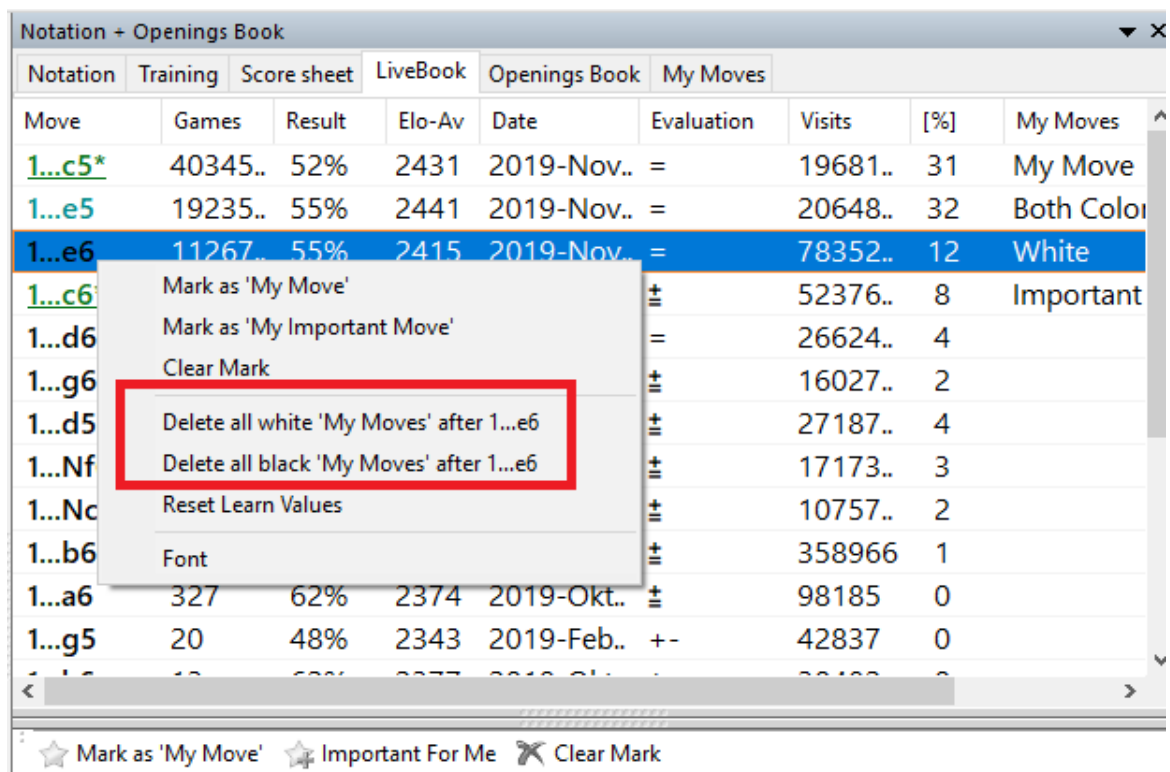 Notation + Openings Book
Notation Training Score sheet LiveBook Openings Book My Moves
Move Games Result Elo-Av Date Evaluation Visits [%] My Moves
1...c5* 40345.. 52% 2431 2019-Nov.. = 19681.. 31 My Move
1...e5 19235.. 55% 2441 2019-Nov.. = 20648.. 32 Both Color
1...e6 11267.. 55% 2415 2019-Nov.. = 78352.. 12 White
1...c6* ⩲ 52376.. 8 Important
Mark as 'My Move'
1...d6 = 26624.. 4
Mark as 'My Important Move'
Clear Mark
1...g6 ⩲ 16027.. 2
1...d5 ⩲ 27187.. 4
Delete all white 'My Moves' after 1...e6
1...Nf ⩲ 17173.. 3
Delete all black 'My Moves' after 1...e6
1...Nc ⩲ 10757.. 2
Reset Learn Values
1...b6 ⩲ 358966 1
Font
1...a6 327 62% 2374 2019-Okt.. ⩲ 98185 0
1...g5 20 48% 2343 2019-Feb.. +- 42837 0
Mark as 'My Move' Important For Me Clear Mark